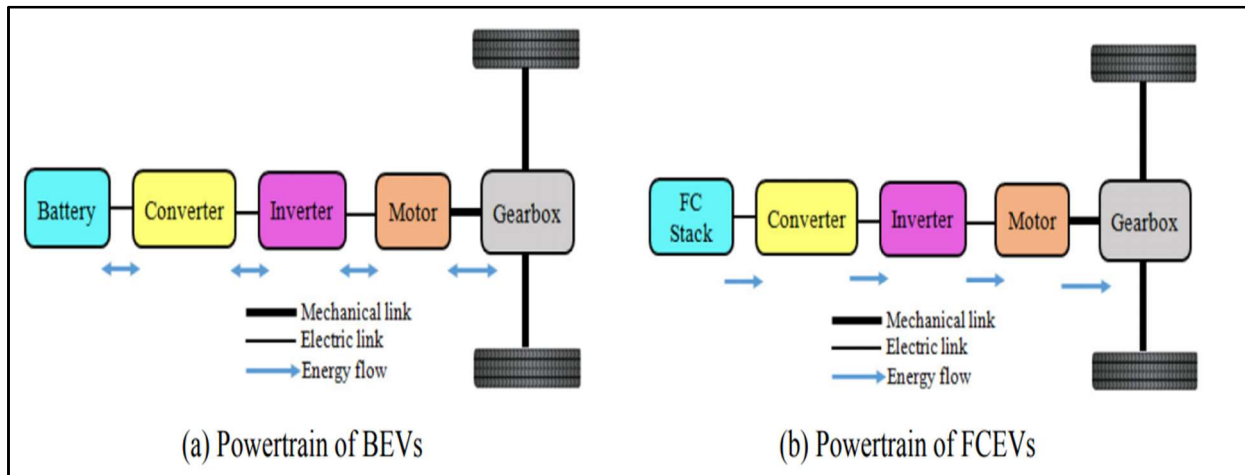 Battery
Converter
Inverter
Motor
Gearbox
Mechanical link
Electric link
Energy flow
(a) Powertrain of BEVs
FC
Stack
Converter
Inverter
Motor
Gearbox
Mechanical link
Electric link
Energy flow
(b) Powertrain of FCEVs